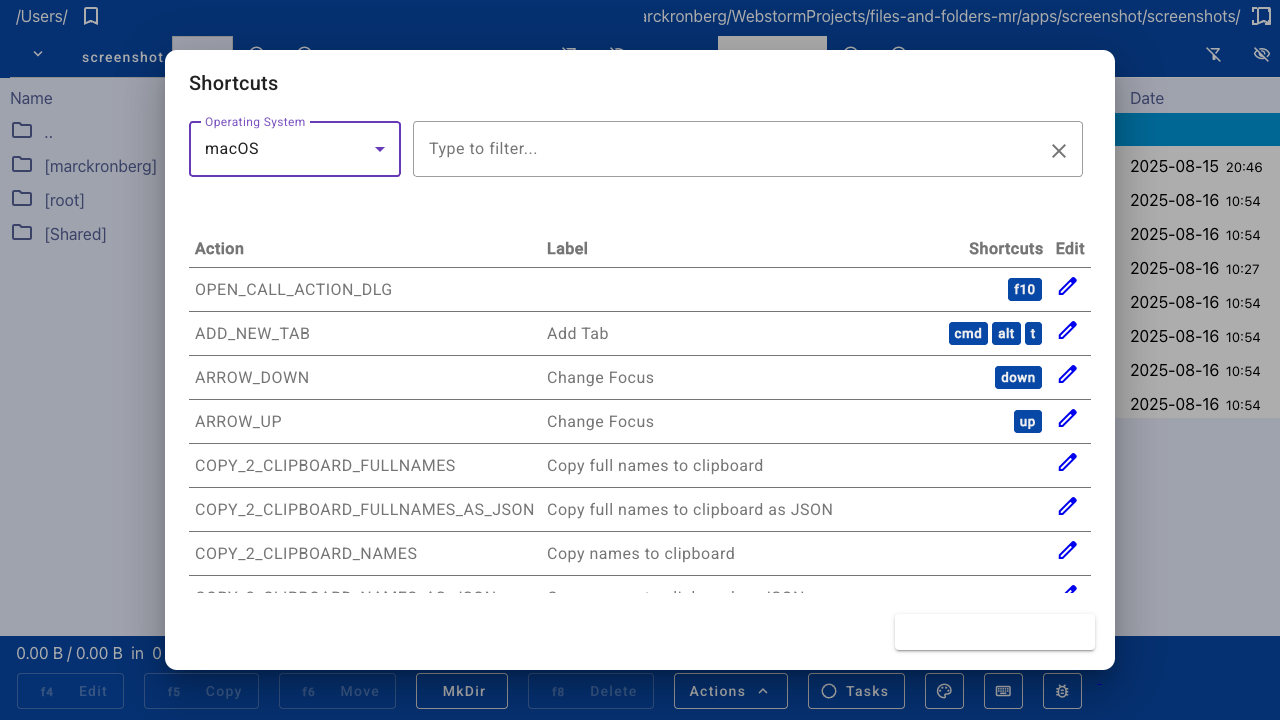 /Users/
arckronberg/WebstormProjects/files-and-folders-mr/apps/screenshot/screenshots/
screenshot
Shortcuts
Operating System
macOS
Type to filter...
Name
Date
..
[marckronberg]
[root]
[Shared]
2025-08-15 20:46
2025-08-16 10:54
2025-08-16 10:54
2025-08-16 10:27
2025-08-16 10:54
2025-08-16 10:54
2025-08-16 10:54
2025-08-16 10:54
Action Label Shortcuts Edit
OPEN_CALL_ACTION_DLG f10
ADD_NEW_TAB Add Tab cmd alt t
ARROW_DOWN Change Focus down
ARROW_UP Change Focus up
COPY_2_CLIPBOARD_FULLNAMES Copy full names to clipboard
COPY_2_CLIPBOARD_FULLNAMES_AS_JSON Copy full names to clipboard as JSON
COPY_2_CLIPBOARD_NAMES Copy names to clipboard
0.00 B / 0.00 B in 0
f4 Edit f5 Copy f6 Move MkDir f8 Delete Actions Tasks